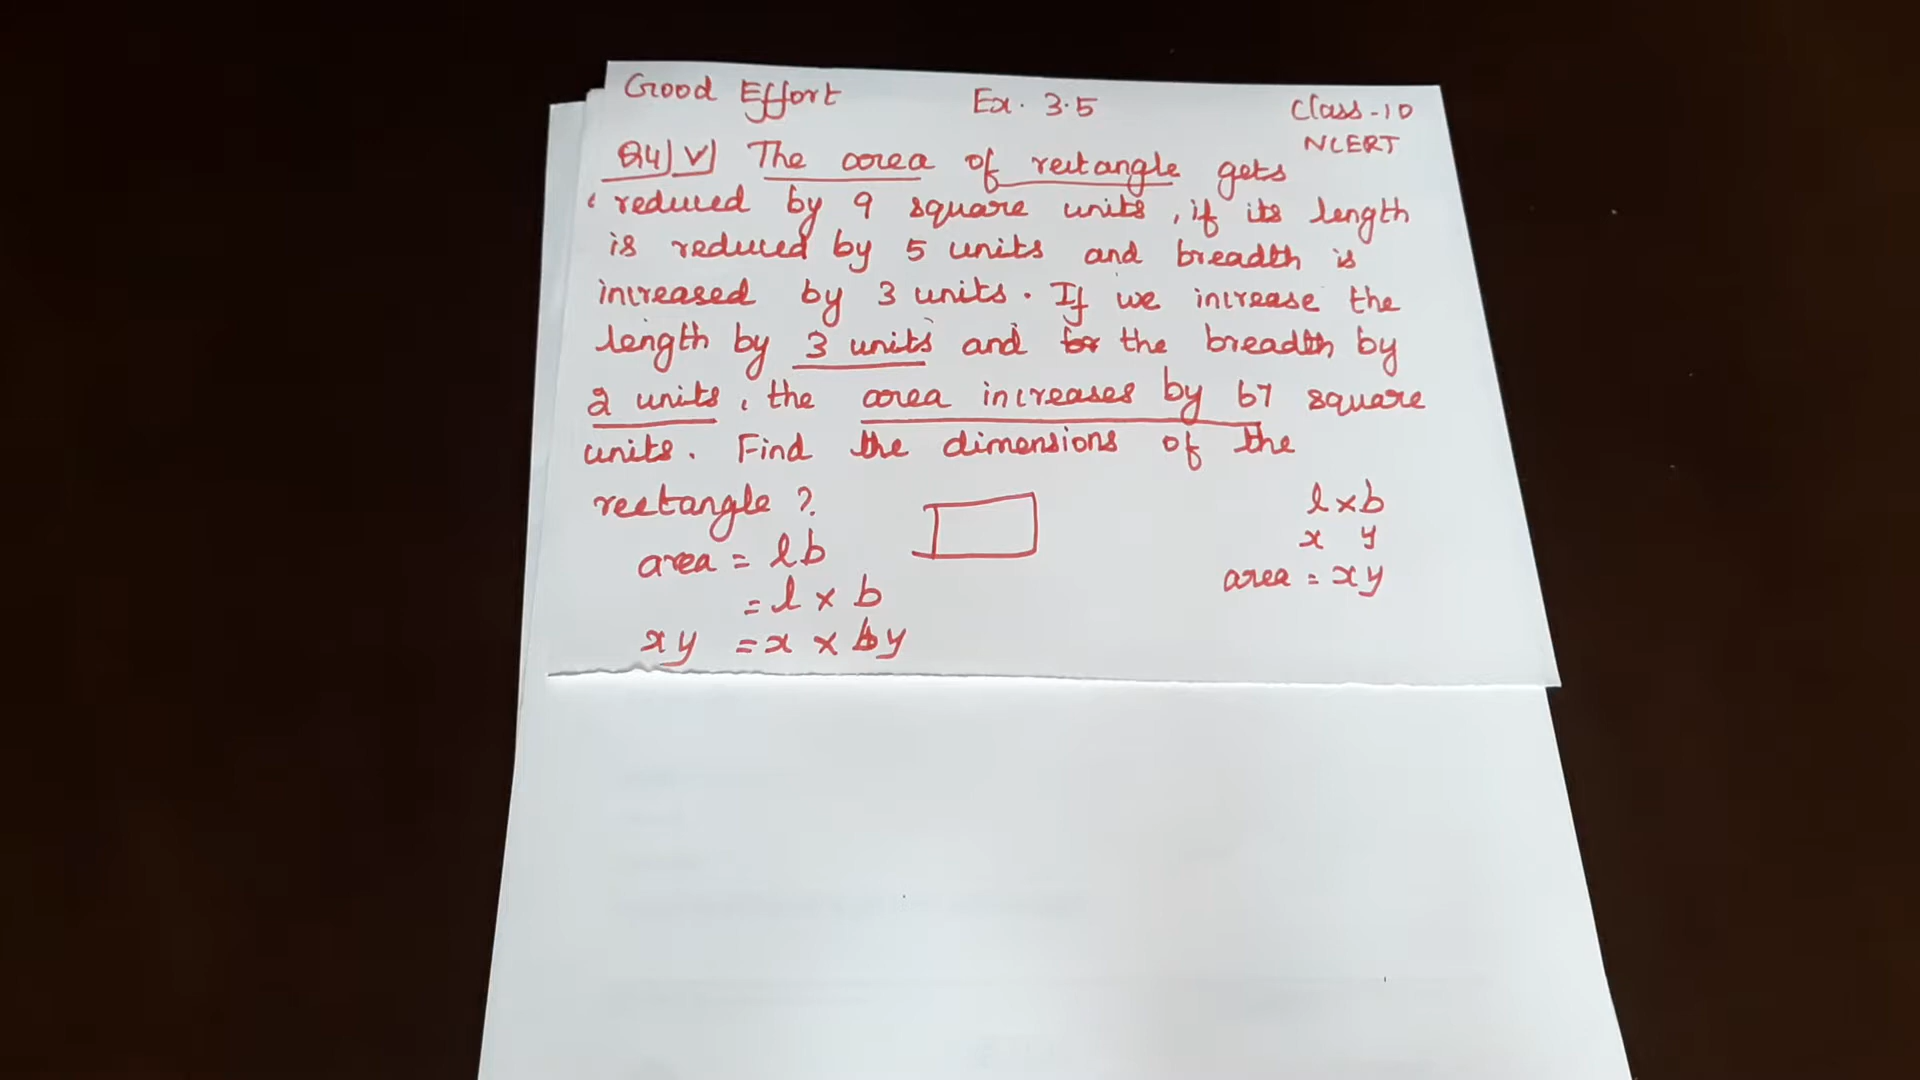 Good Effort Ex. 3.5 Class-10
NCERT
Q4) V) The area of rectangle gets
reduced by 9 square units, if its length
is reduced by 5 units and breadth is
increased by 3 units. If we increase the
length by 3 units and the breadth by
2 units, the area increases by 67 square
units. Find the dimensions of the
rectangle?
l × b
x y
area = lb
area = xy
= l × b
xy = x × y